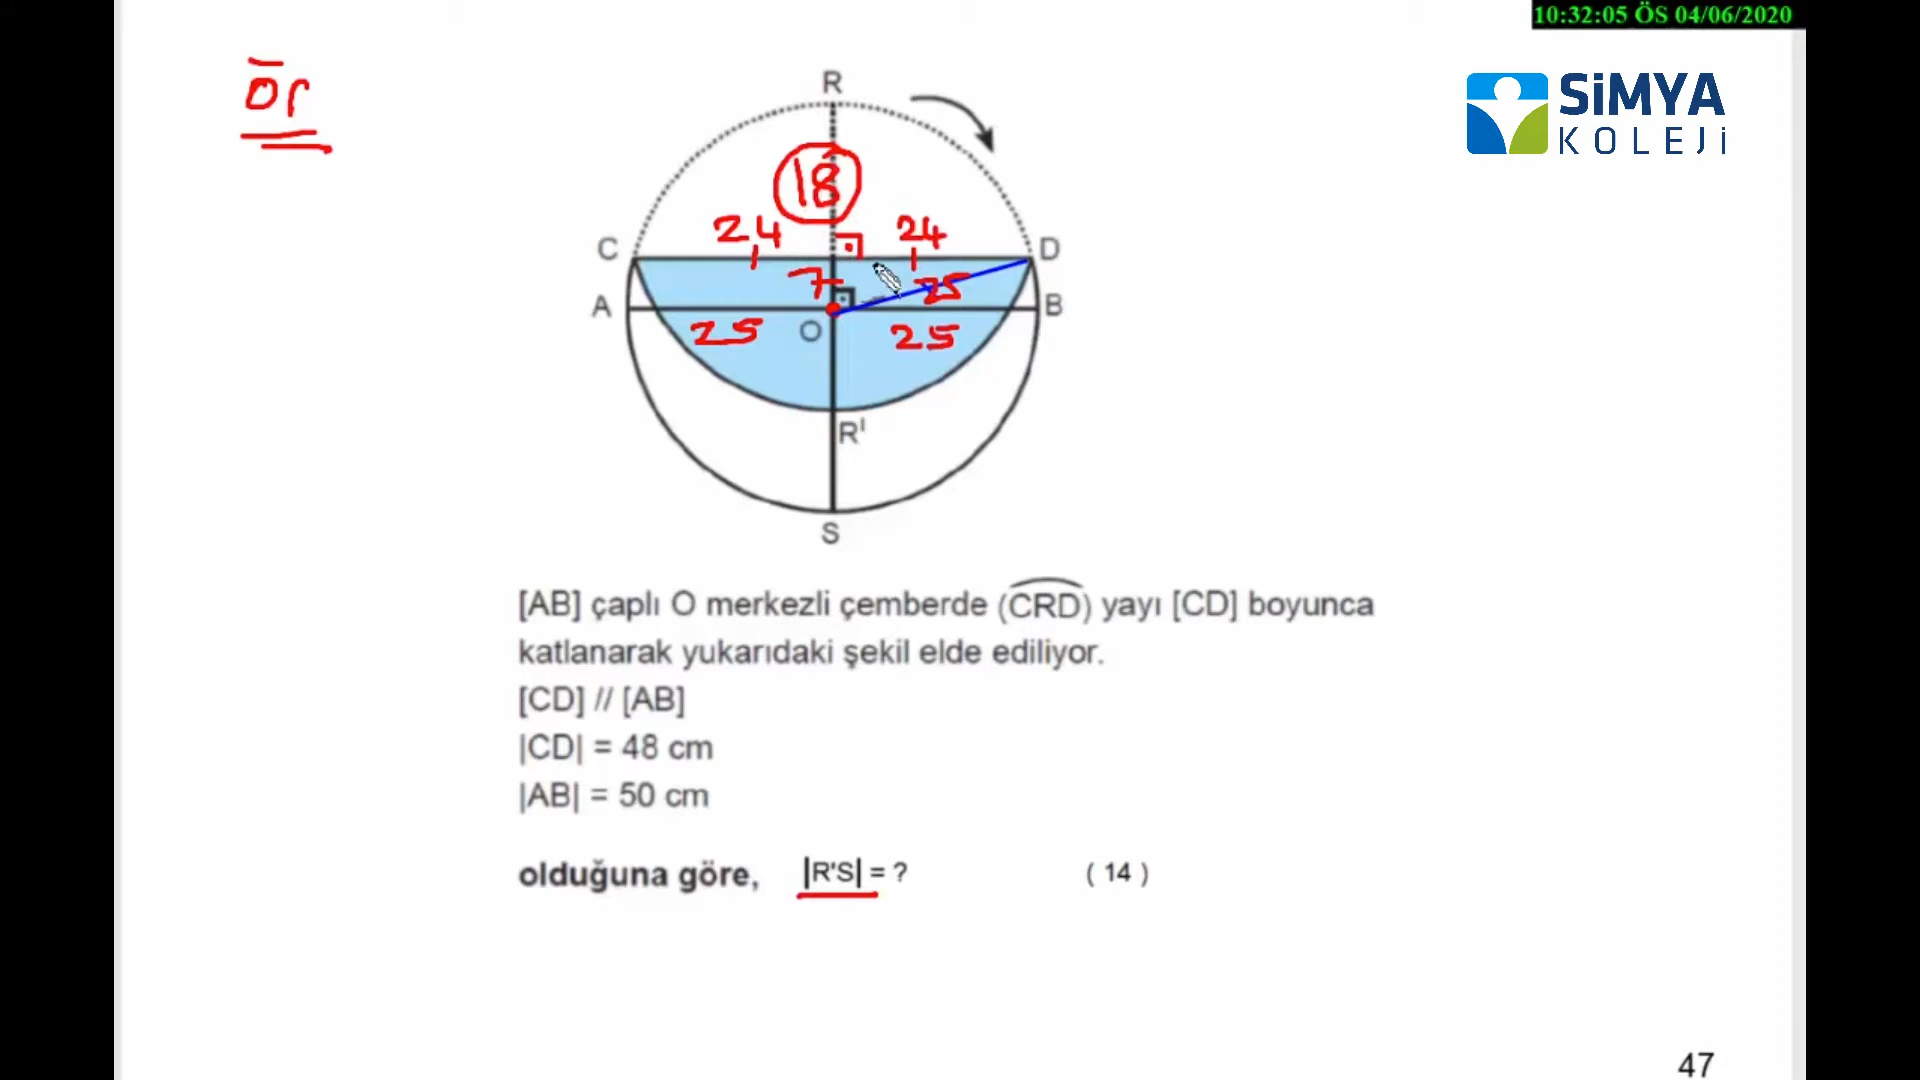 10:32:05 ÖS 04/06/2020
ör
SİMYA
KOLEJİ
R
18
24
24
C
D
7
25
A
B
O
25
25
R'
S
[AB] çaplı O merkezli çemberde (CRD) yayı [CD] boyunca
katlanarak yukarıdaki şekil elde ediliyor.
[CD] // [AB]
|CD| = 48 cm
|AB| = 50 cm
olduğuna göre, |R'S| = ? ( 14 )
47